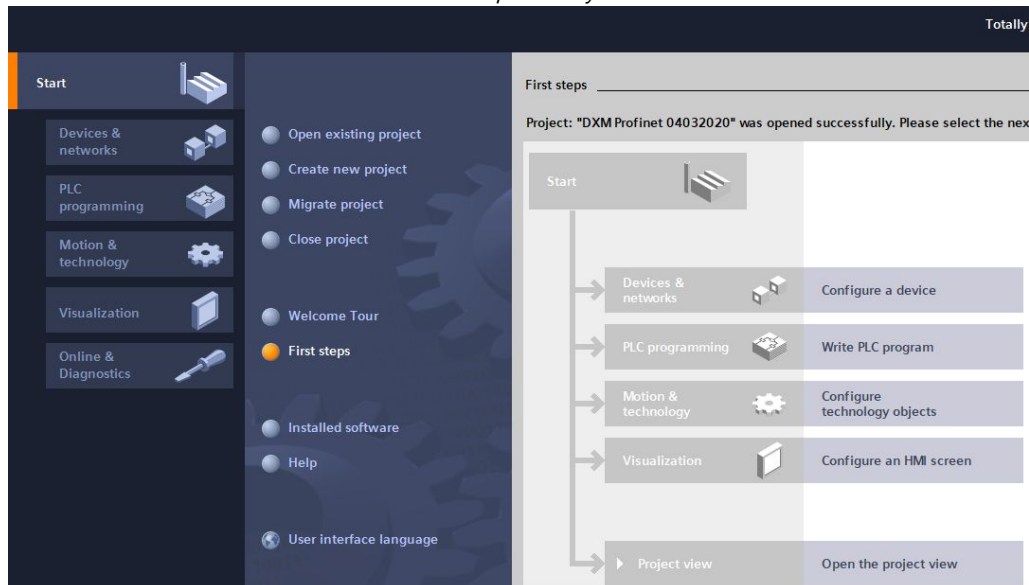 Totally
Start
Devices &
networks
PLC
programming
Motion &
technology
Visualization
Online &
Diagnostics
Open existing project
Create new project
Migrate project
Close project
Welcome Tour
First steps
Installed software
Help
User interface language
First steps
Project: "DXM Profinet 04032020" was opened successfully. Please select the nex
Start
Devices &
networks
Configure a device
PLC programming
Write PLC program
Motion &
technology
Configure
technology objects
Visualization
Configure an HMI screen
Project view
Open the project view